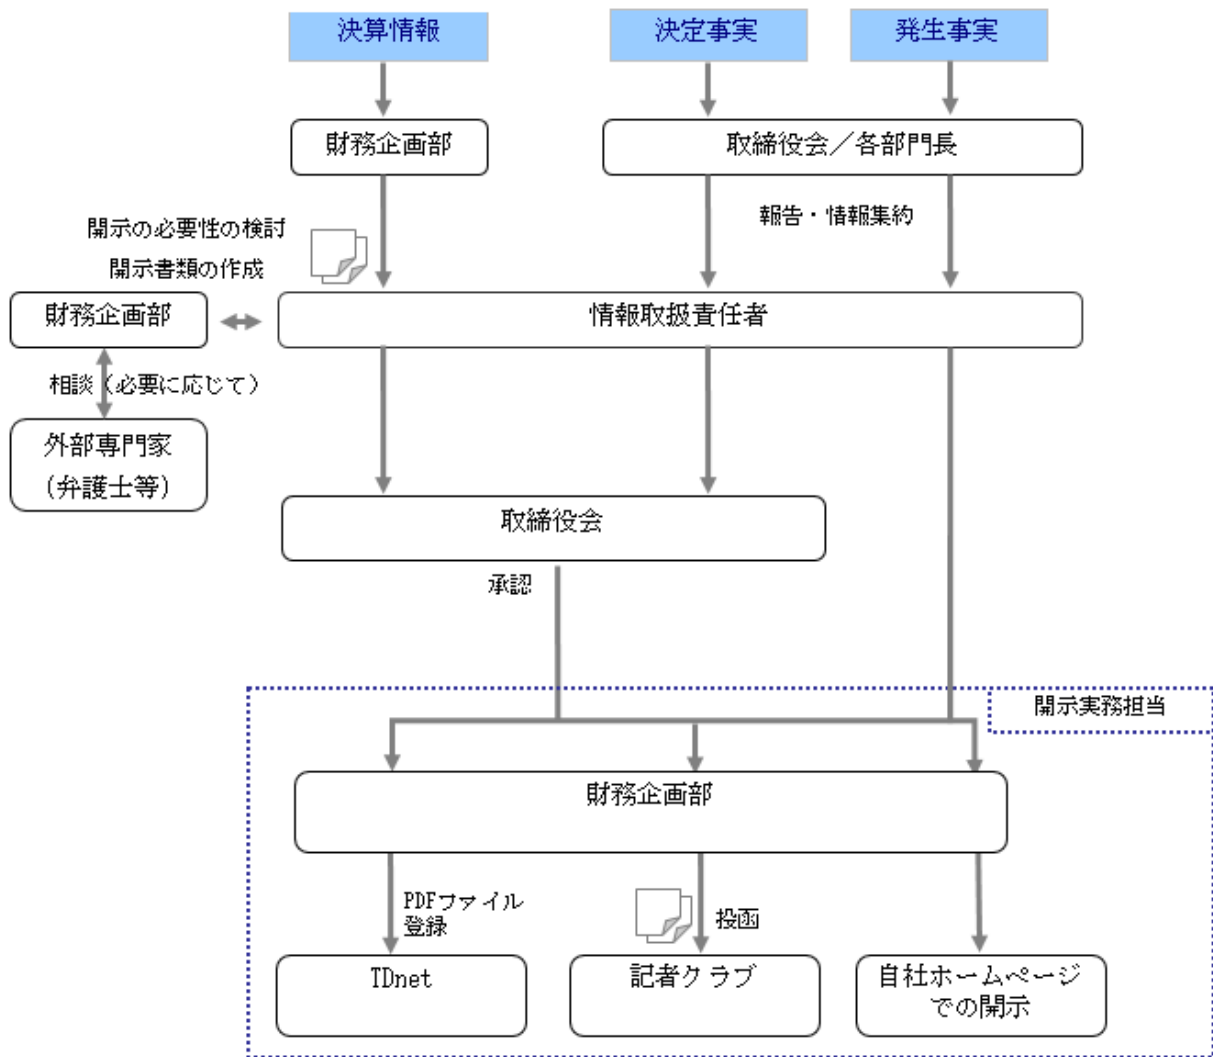 決算情報
決定事実
発生事実
財務企画部
取締役会／各部門長
報告・情報集約
開示の必要性の検討
開示書類の作成
財務企画部
情報取扱責任者
相談（必要に応じて）
外部専門家
(弁護士等)
取締役会
承認
開示実務担当
財務企画部
PDFファイル
登録
投函
TDnet
記者クラブ
自社ホームページ
での開示